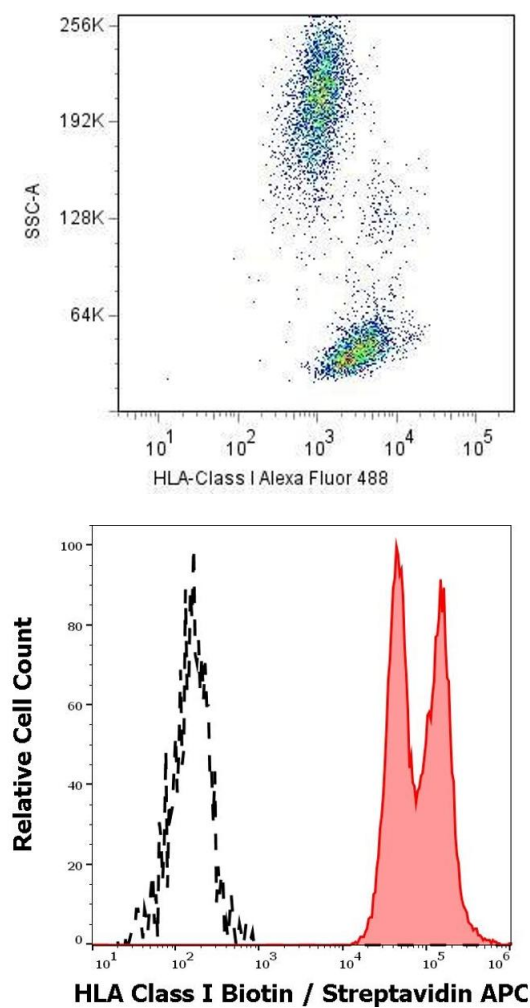 256K
192K
SSC-A
128K
64K
10¹ 10² 10³ 10⁴ 10⁵
HLA-Class I Alexa Fluor 488
100
80
60
Relative Cell Count
40
20
0
10¹ 10² 10³ 10⁴ 10⁵ 10⁶
HLA Class I Biotin / Streptavidin APC